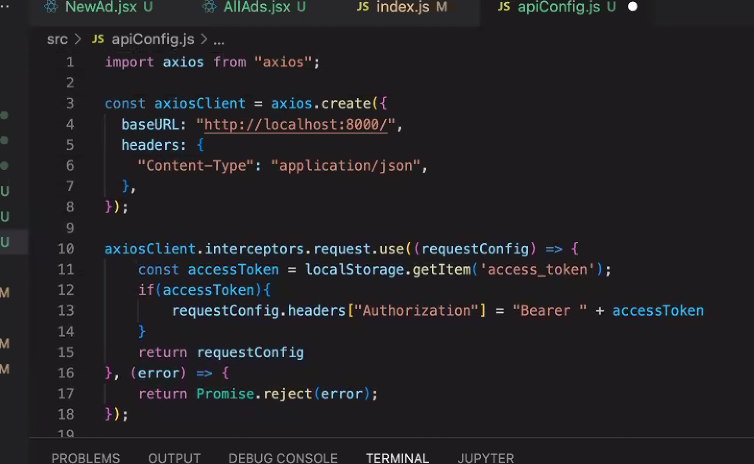 NewAd.jsx U AllAds.jsx U JS index.js M JS apiConfig.js U
src > JS apiConfig.js > ...
1 import axios from "axios";
2
3 const axiosClient = axios.create({
4 baseURL: "http://localhost:8000/",
5 headers: {
6 "Content-Type": "application/json",
7 },
8 });
9
10 axiosClient.interceptors.request.use((requestConfig) => {
11 const accessToken = localStorage.getItem('access_token');
12 if(accessToken){
13 requestConfig.headers["Authorization"] = "Bearer " + accessToken
14 }
15 return requestConfig
16 }, (error) => {
17 return Promise.reject(error);
18 });
19
U
U
U
M
M
M
PROBLEMS OUTPUT DEBUG CONSOLE TERMINAL JUPYTER